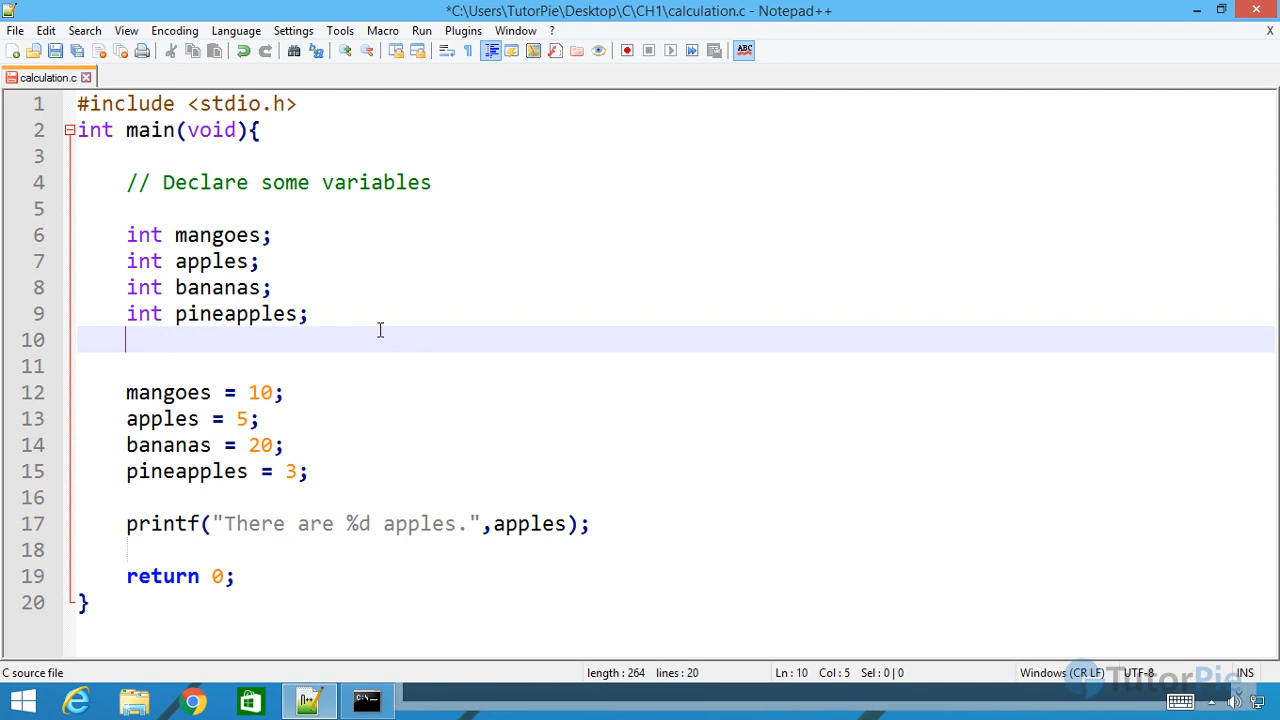 *C:\Users\TutorPie\Desktop\C\CH1\calculation.c - Notepad++
File Edit Search View Encoding Language Settings Tools Macro Run Plugins Window ? X
ABC
calculation.c
1 #include <stdio.h>
2 int main(void){
3
4 // Declare some variables
5
6 int mangoes;
7 int apples;
8 int bananas;
9 int pineapples;
10
11
12 mangoes = 10;
13 apples = 5;
14 bananas = 20;
15 pineapples = 3;
16
17 printf("There are %d apples.",apples);
18
19 return 0;
20 }
C source file length : 264 lines : 20 Ln : 10 Col : 5 Sel : 0 | 0 Windows (CR LF) UTF-8 INS
TutorPie